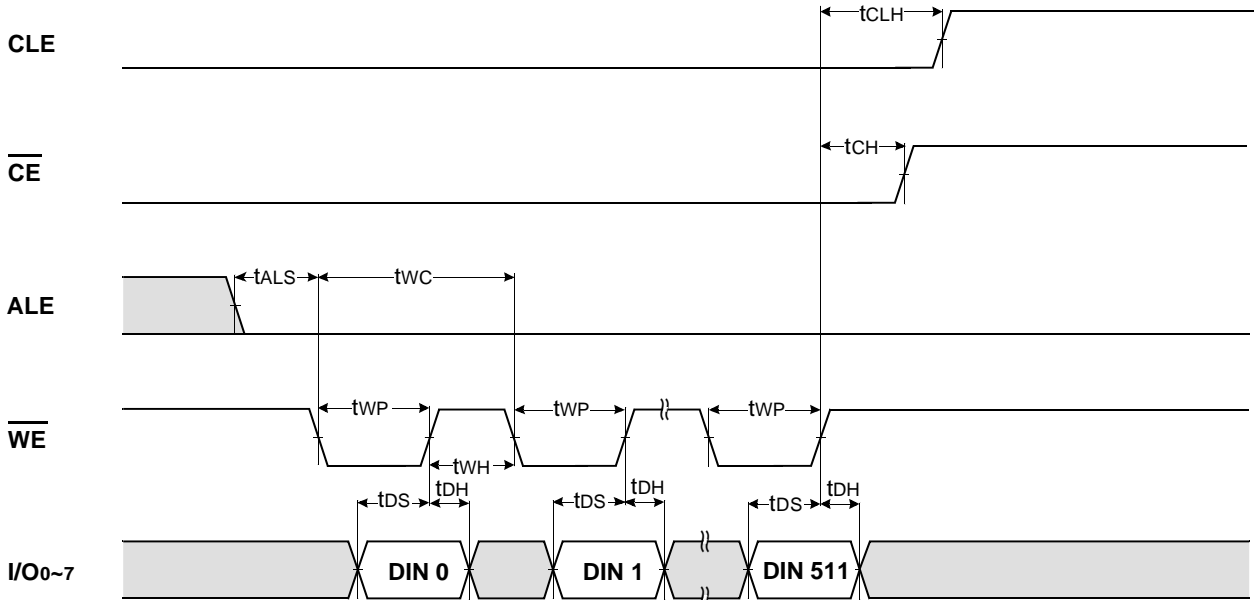 CLE
tCLH
CE
tCH
ALE
tALS
tWC
WE
tWP
tWP
tWP
tWH
tDS
tDH
tDS
tDH
tDS
tDH
I/O0~7
DIN 0
DIN 1
DIN 511